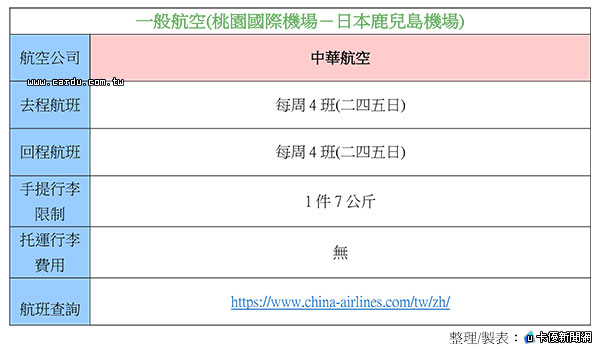 一般航空(桃園國際機場－日本鹿兒島機場)
航空公司 中華航空
www.cardu.com.tw
去程航班 每周 4 班(二四五日)
回程航班 每周 4 班(二四五日)
手提行李
限制
1 件 7 公斤
托運行李
費用
無
航班查詢 https://www.china-airlines.com/tw/zh/
整理/製表： 卡優新聞網